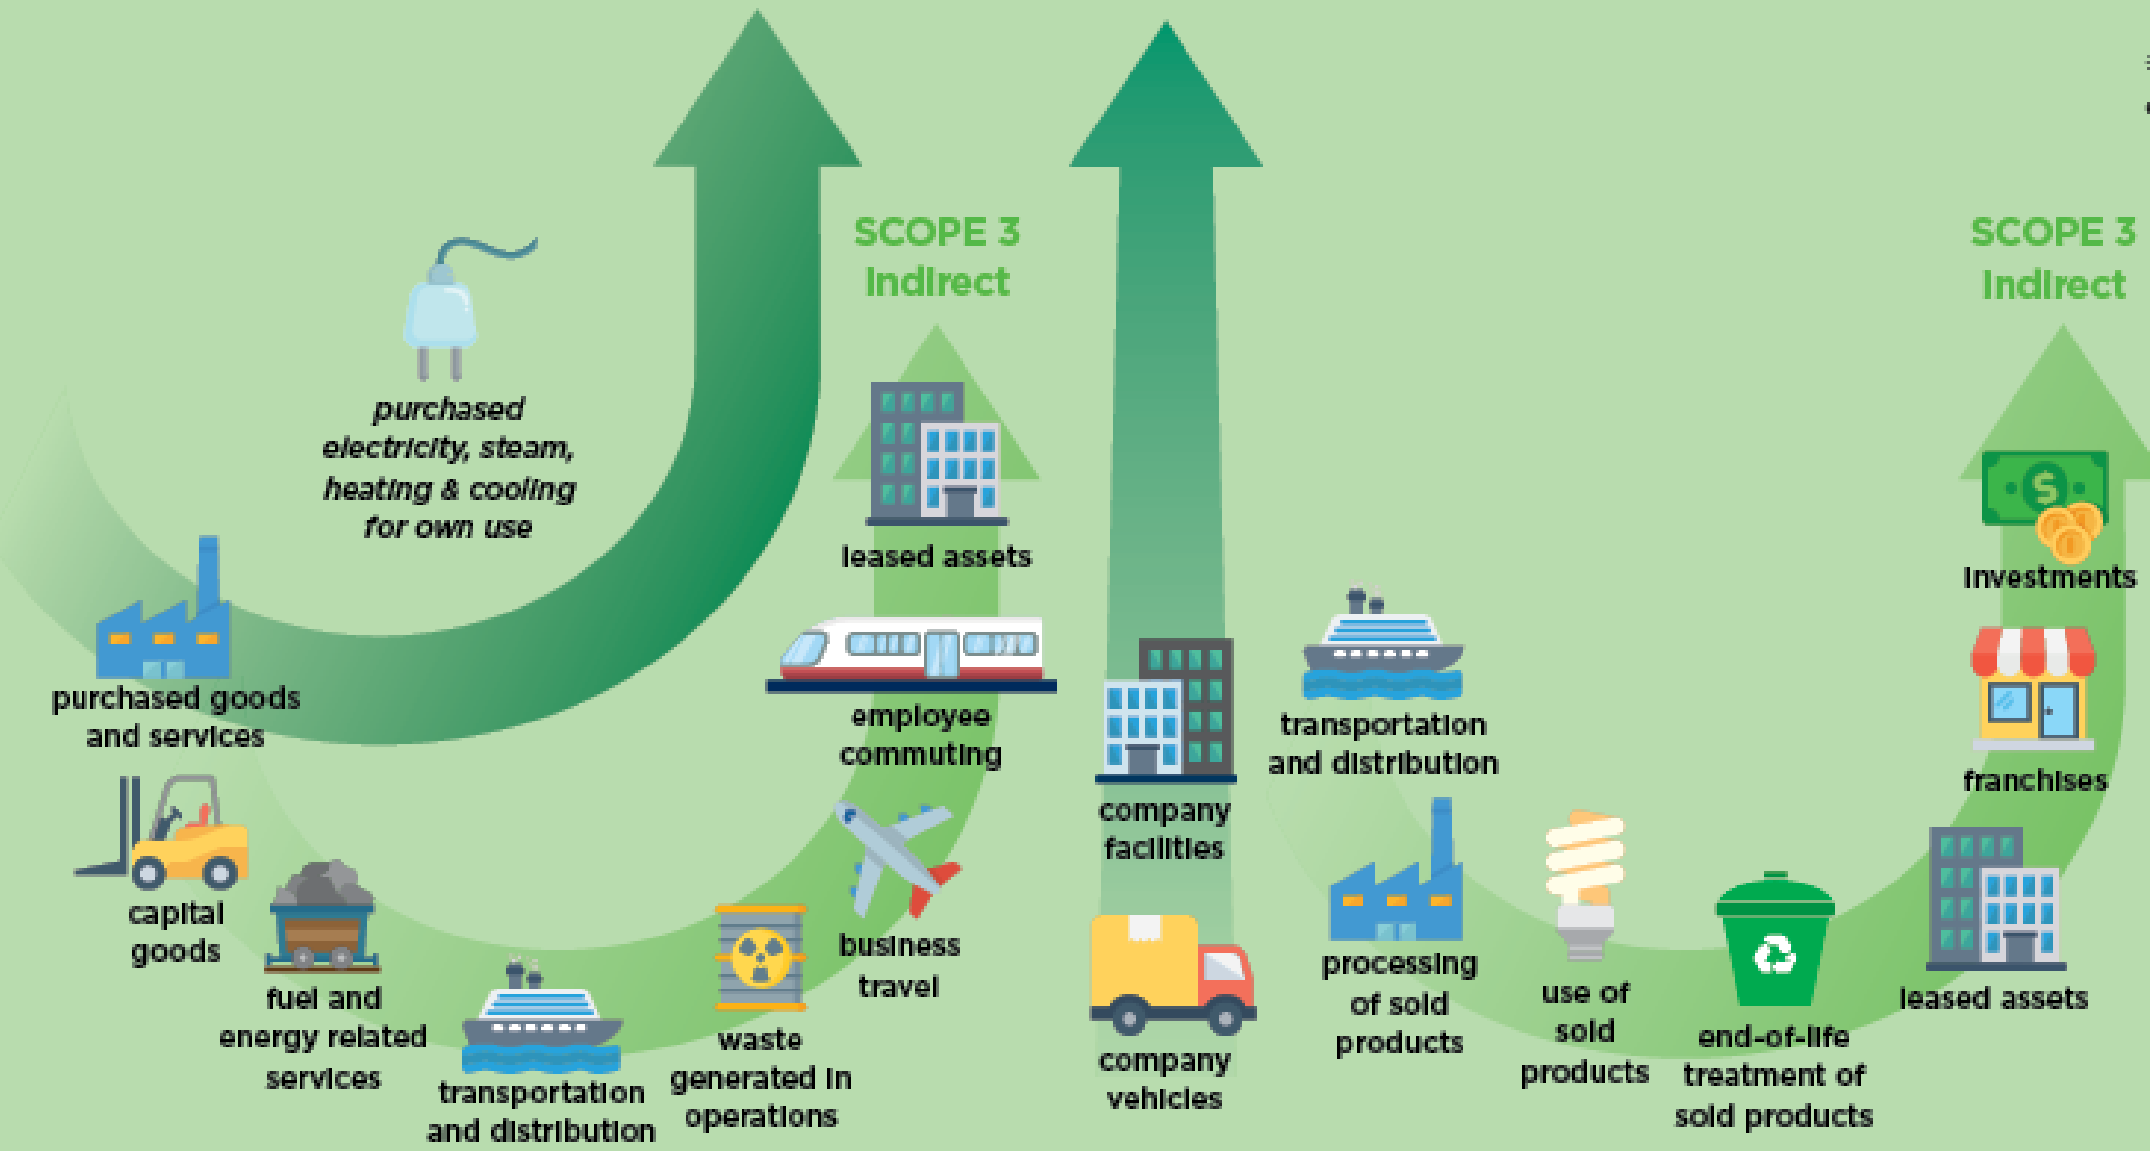 SCOPE 3
Indirect
SCOPE 3
Indirect
purchased
electricity, steam,
heating & cooling
for own use
leased assets
employee
commuting
purchased goods
and services
capital
goods
fuel and
energy related
services
transportation
and distribution
waste
generated in
operations
business
travel
company
facilities
company
vehicles
transportation
and distribution
processing
of sold
products
use of
sold
products
end-of-life
treatment of
sold products
leased assets
franchises
investments